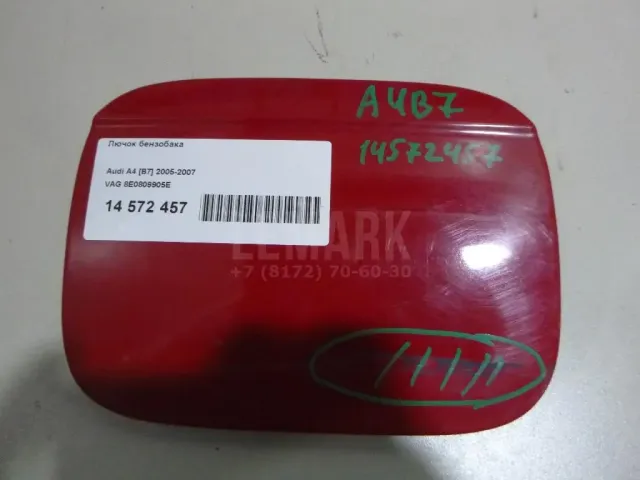 Лючок бензобака
Audi A4 [B7] 2005-2007
VAG 8E0809905E
14 572 457
A4B7
14572457
LEMARK
+7 (8172) 70-60-30